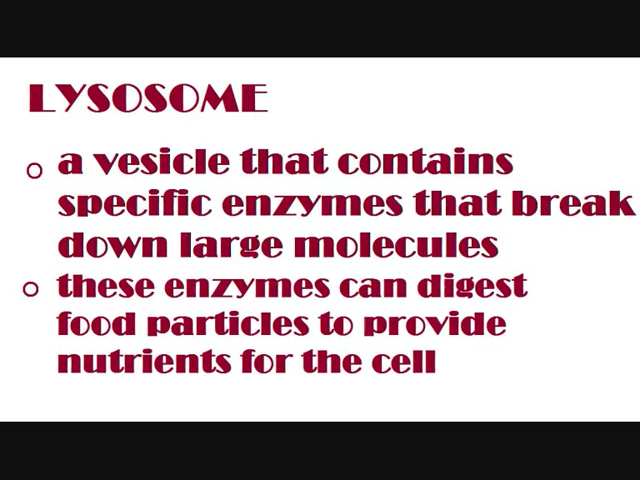 LYSOSOME
o a vesicle that contains
specific enzymes that break
down large molecules
o these enzymes can digest
food particles to provide
nutrients for the cell